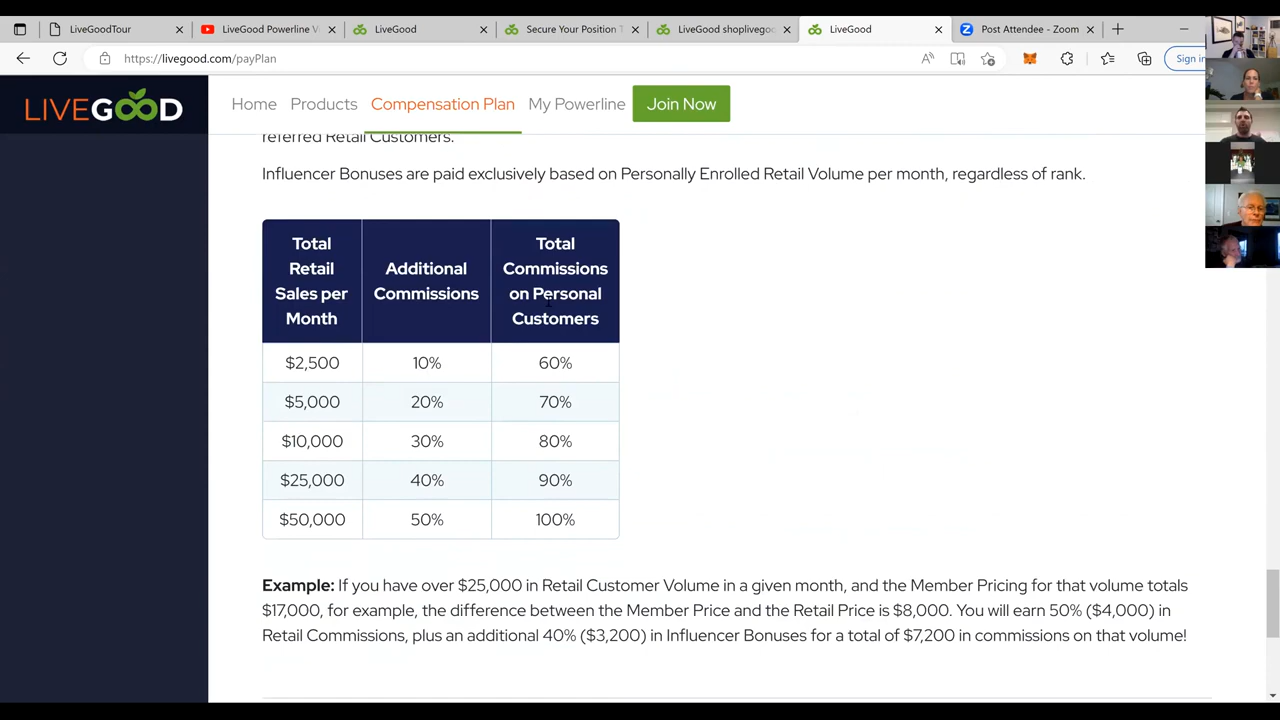 LiveGoodTour
LiveGood Powerline V
LiveGood
Secure Your Position T
LiveGood shoplivegoo
LiveGood
Post Attendee - Zoom
https://livegood.com/payPlan
Sign in
LIVEGOOD
Home
Products
Compensation Plan
My Powerline
Join Now
referred Retail Customers.
Influencer Bonuses are paid exclusively based on Personally Enrolled Retail Volume per month, regardless of rank.
Total
Retail
Sales per
Month
Additional
Commissions
Total
Commissions
on Personal
Customers
$2,500 10% 60%
$5,000 20% 70%
$10,000 30% 80%
$25,000 40% 90%
$50,000 50% 100%
Example: If you have over $25,000 in Retail Customer Volume in a given month, and the Member Pricing for that volume totals
$17,000, for example, the difference between the Member Price and the Retail Price is $8,000. You will earn 50% ($4,000) in
Retail Commissions, plus an additional 40% ($3,200) in Influencer Bonuses for a total of $7,200 in commissions on that volume!